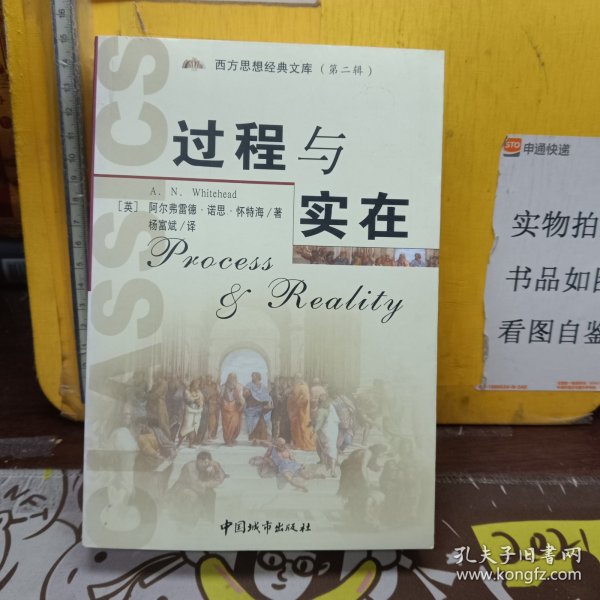 西方思想经典文库（第二辑）
CLASSICS
过程与
实在
A. N. Whitehead
［英］ 阿尔弗雷德·诺思·怀特海/著
杨富斌/译
Process
& Reality
中国城市出版社
STO 申通快递
实物拍
书品如
看图自鉴
NET
孔夫子旧书网
www.kongfz.com